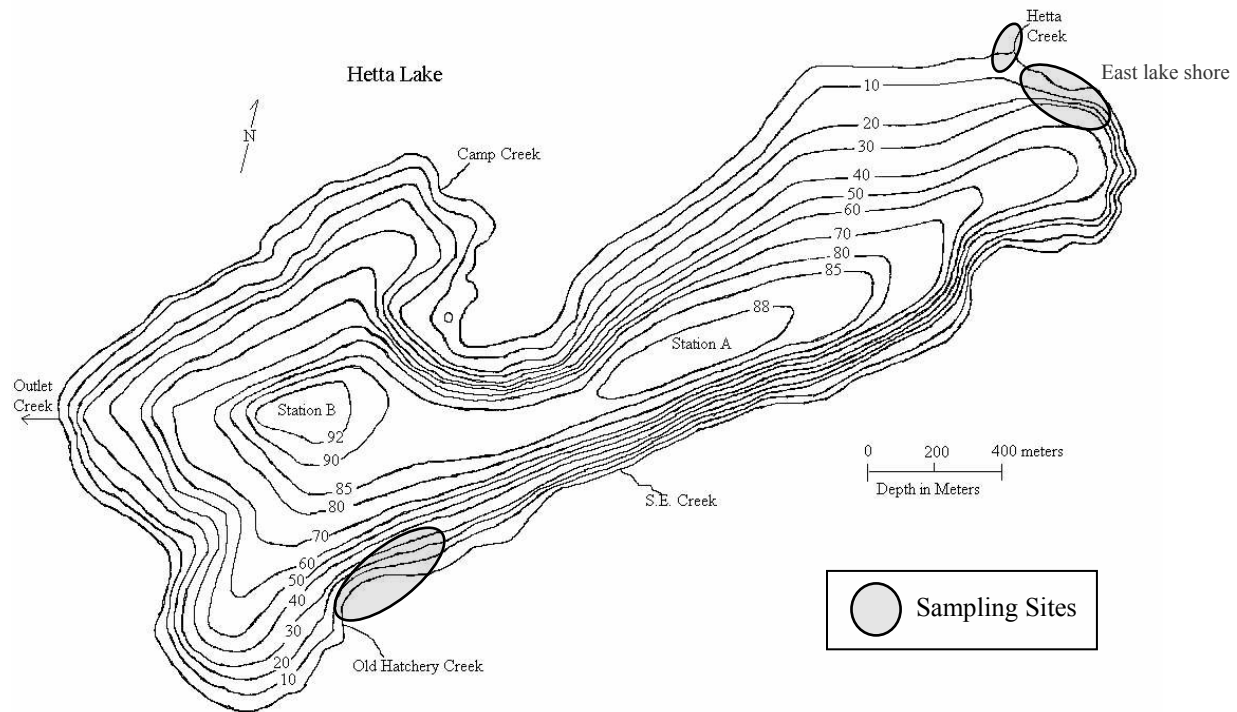 Hetta Lake
N
Hetta
Creek
East lake shore
Camp Creek
10
20
30
40
50
60
70
80
85
88
Station A
Outlet
Creek
Station B
92
90
85
80
70
60
50
40
30
20
10
S.E. Creek
Old Hatchery Creek
0 200 400 meters
Depth in Meters
Sampling Sites